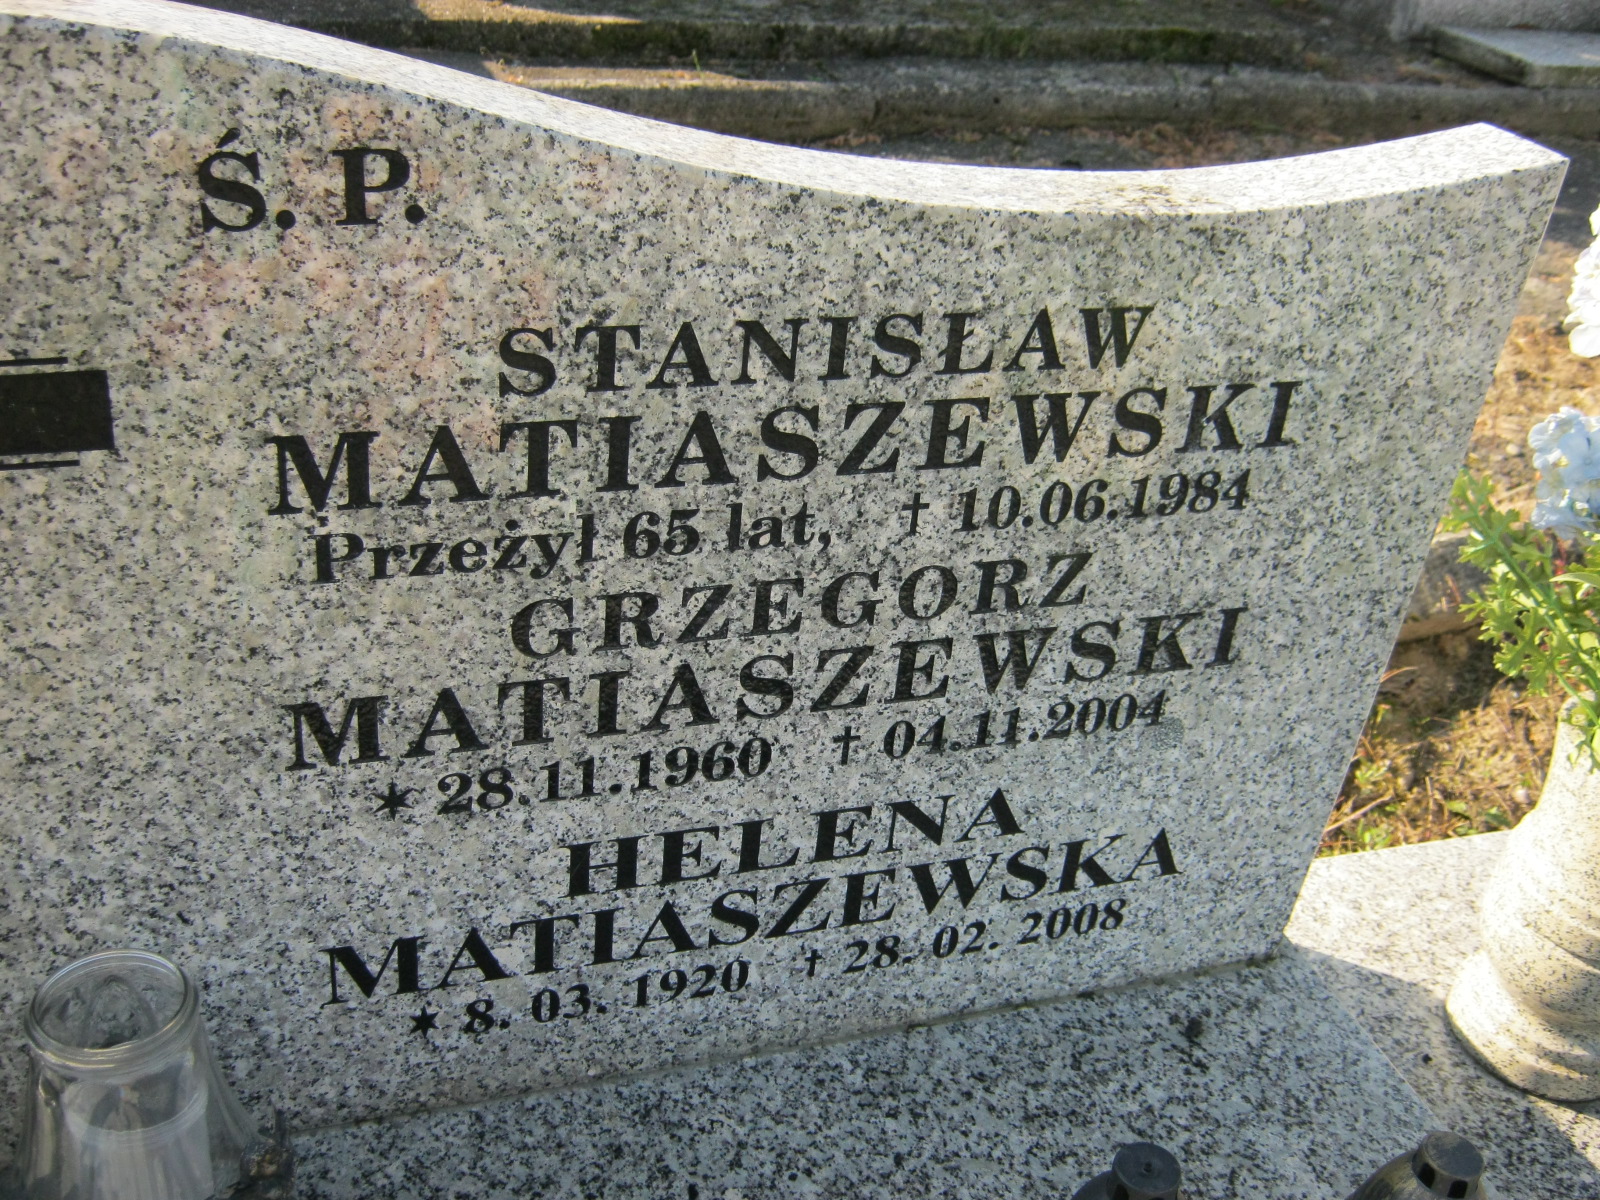 Ś. P.
STANISŁAW
MATIASZEWSKI
Przeżył 65 lat, † 10.06.1984
GRZEGORZ
MATIASZEWSKI
✶ 28.11.1960 † 04.11.2004
HELENA
MATIASZEWSKA
✶ 8. 03. 1920 † 28. 02. 2008